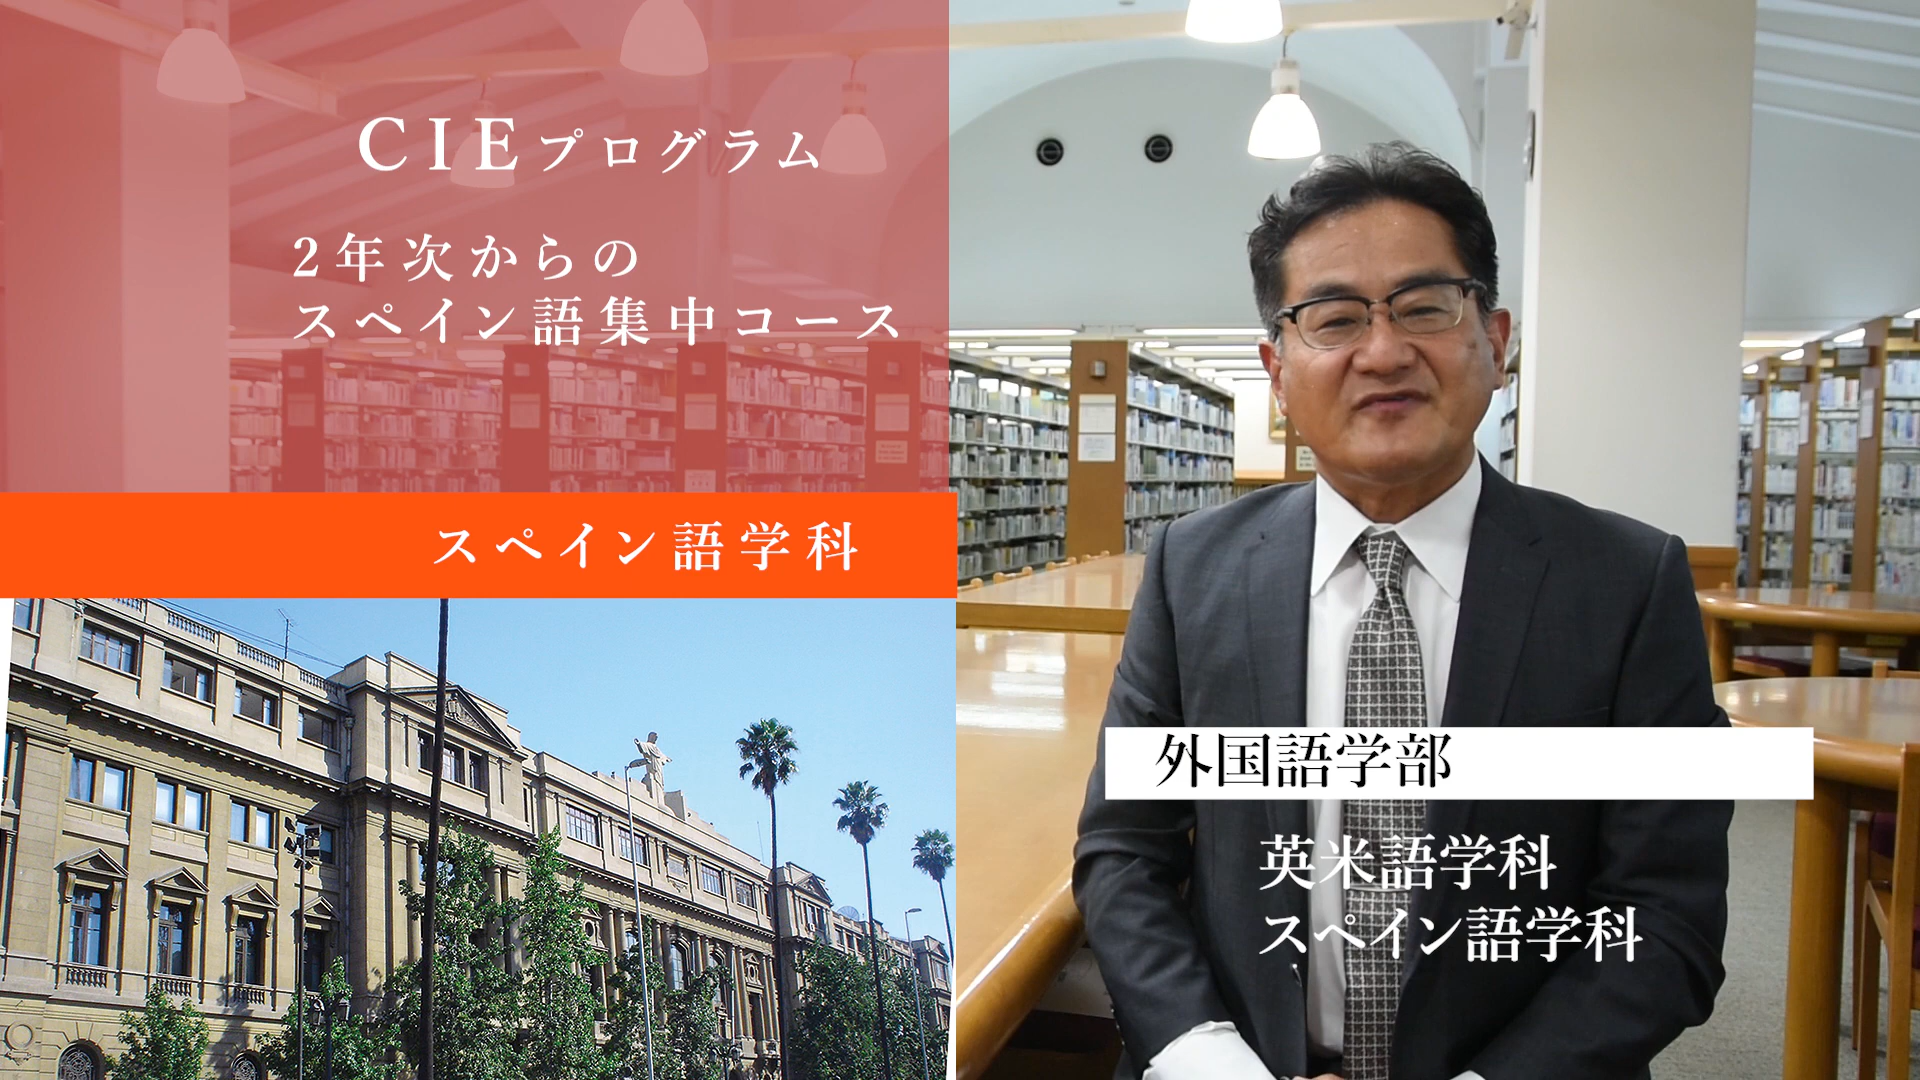 CIEプログラム
2年次からの
スペイン語集中コース
スペイン語学科
外国語学部
英米語学科
スペイン語学科